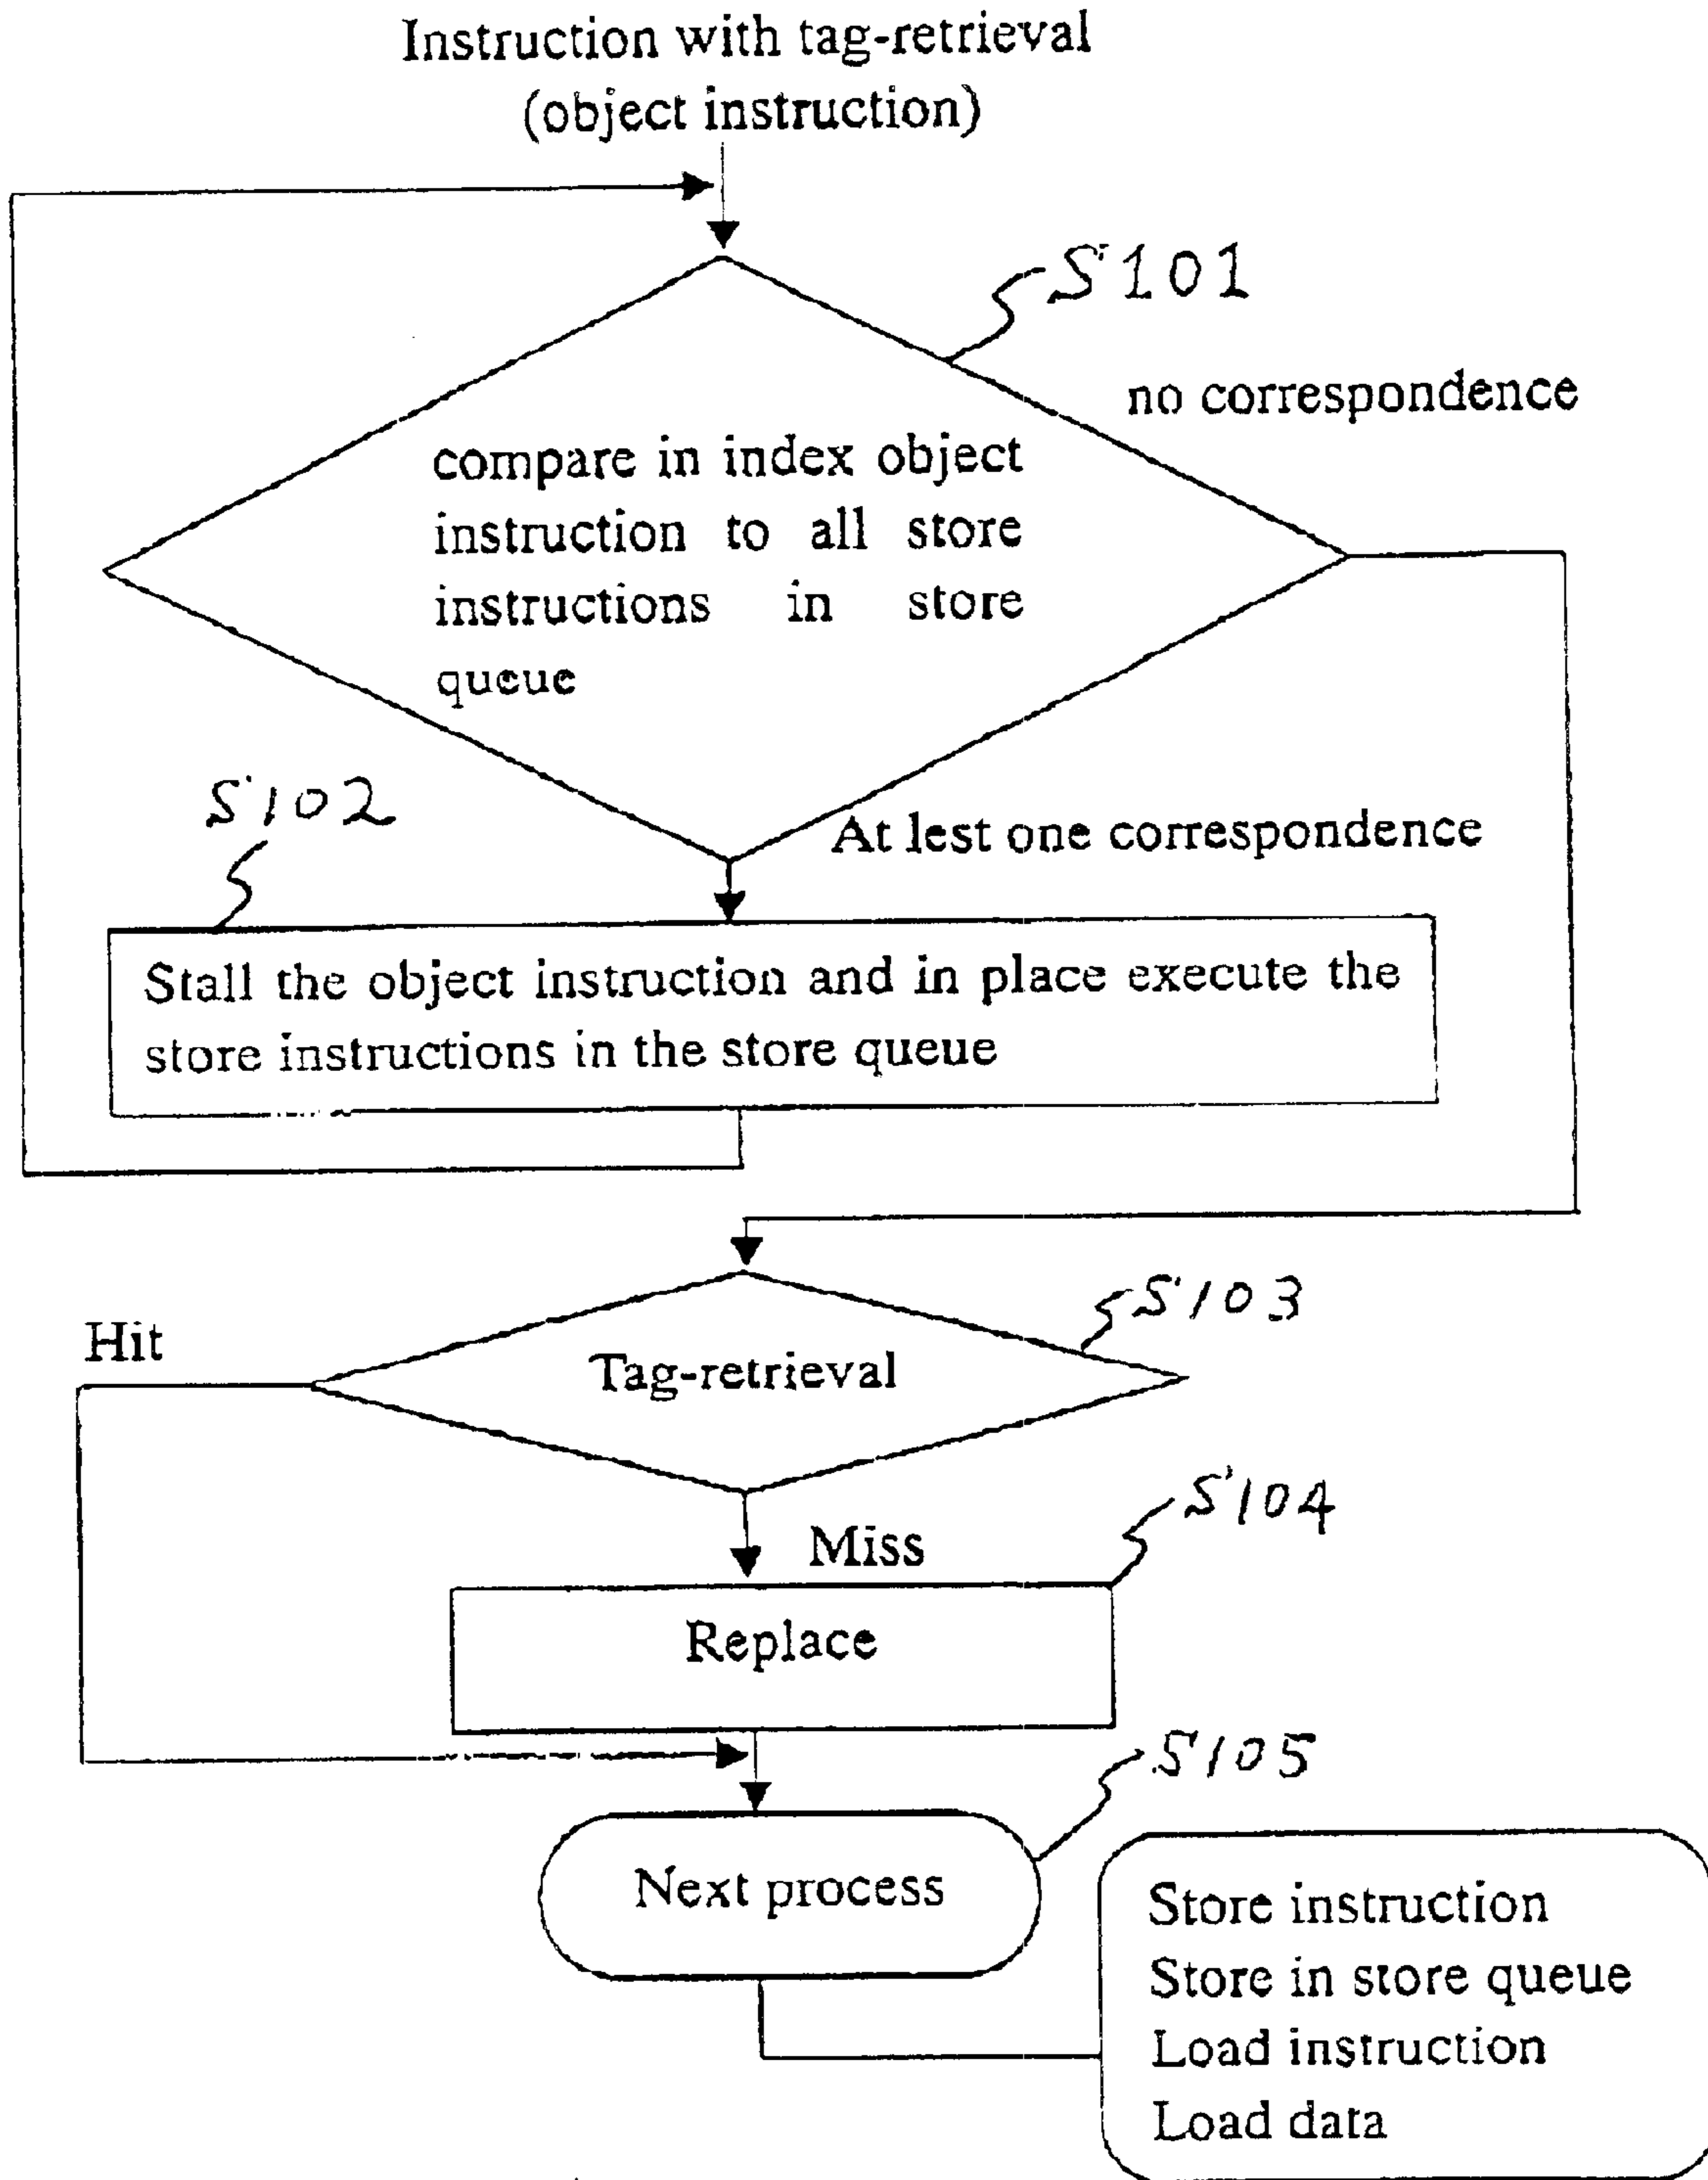 Instruction with tag-retrieval
(object instruction)
S101
no correspondence
compare in index object
instruction to all store
instructions in store
queue
S102
At lest one correspondence
Stall the object instruction and in place execute the
store instructions in the store queue
S103
Hit
Tag-retrieval
S104
Miss
Replace
S105
Next process
Store instruction
Store in store queue
Load instruction
Load data